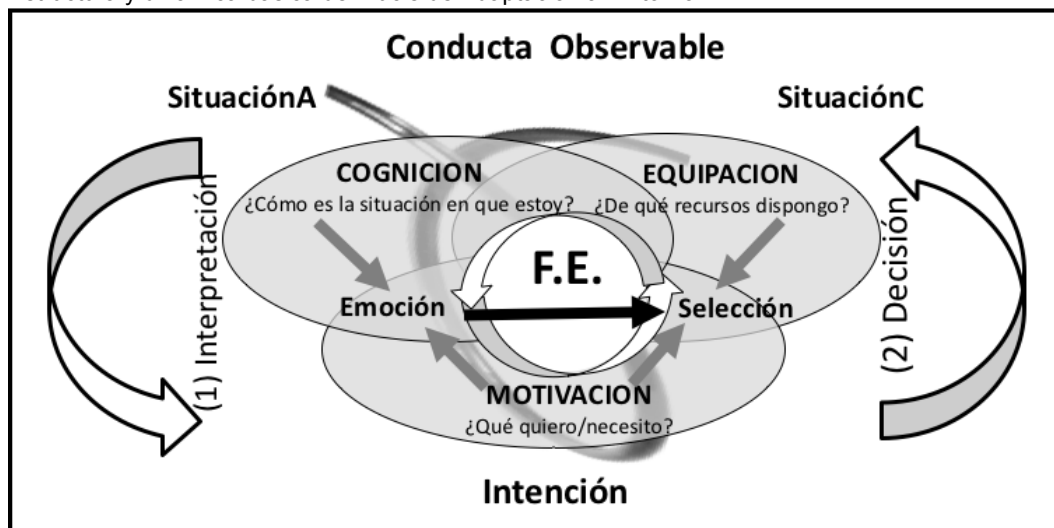 Conducta Observable
SituaciónA
SituaciónC
COGNICION
¿Cómo es la situación en que estoy?
EQUIPACION
¿De qué recursos dispongo?
(1) Interpretación
(2) Decisión
F.E.
Emoción
Selección
MOTIVACION
¿Qué quiero/necesito?
Intención